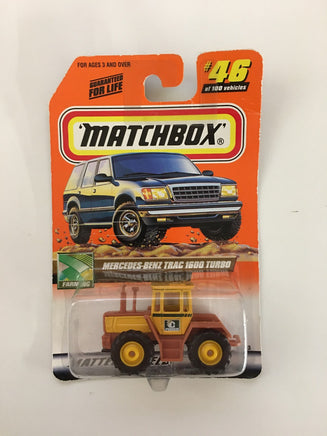 FOR AGES 3 AND OVER
GUARANTEED
FOR LIFE
#46
of 100 vehicles
MATCHBOX®
MERCEDES-BENZ TRAC 1600 TURBO
FARMING